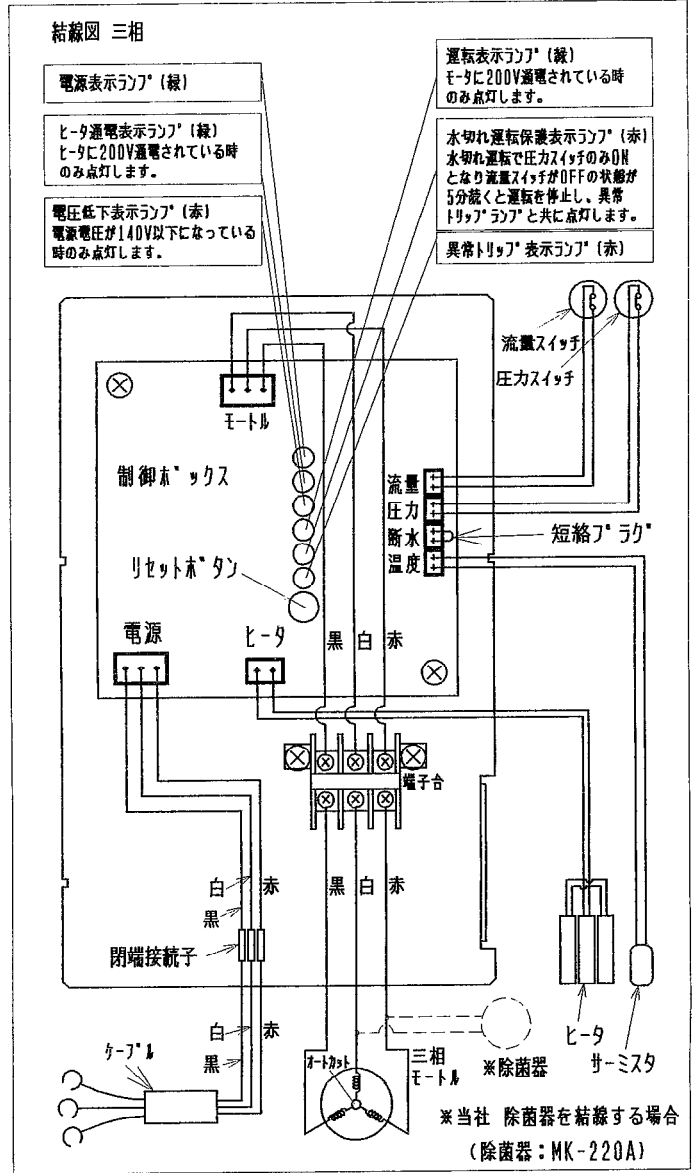 結線図 三相
電源表示ランプ(緑)
ヒータ通電表示ランプ(緑)
ヒータに200V通電されている時
のみ点灯します。
電圧低下表示ランプ(赤)
電源電圧が140V以下になっている
時のみ点灯します。
運転表示ランプ(緑)
モータに200V通電されている時
のみ点灯します。
水切れ運転保護表示ランプ(赤)
水切れ運転で圧力スイッチのみON
となり流量スイッチがOFFの状態が
5分続くと運転を停止し、異常
トリップランプと共に点灯します。
異常トリップ表示ランプ(赤)
流量スイッチ
圧力スイッチ
モートル
制御ボックス
流量
圧力
断水
温度
短絡プラグ
リセットボタン
電源
ヒータ
黒 白 赤
端子台
白 赤
黒
黒 白 赤
閉端接続子
白 赤
黒
ケーブル
オートカット
三相
モートル
※除菌器
ヒータ
サーミスタ
※当社 除菌器を結線する場合
(除菌器:MK-220A)